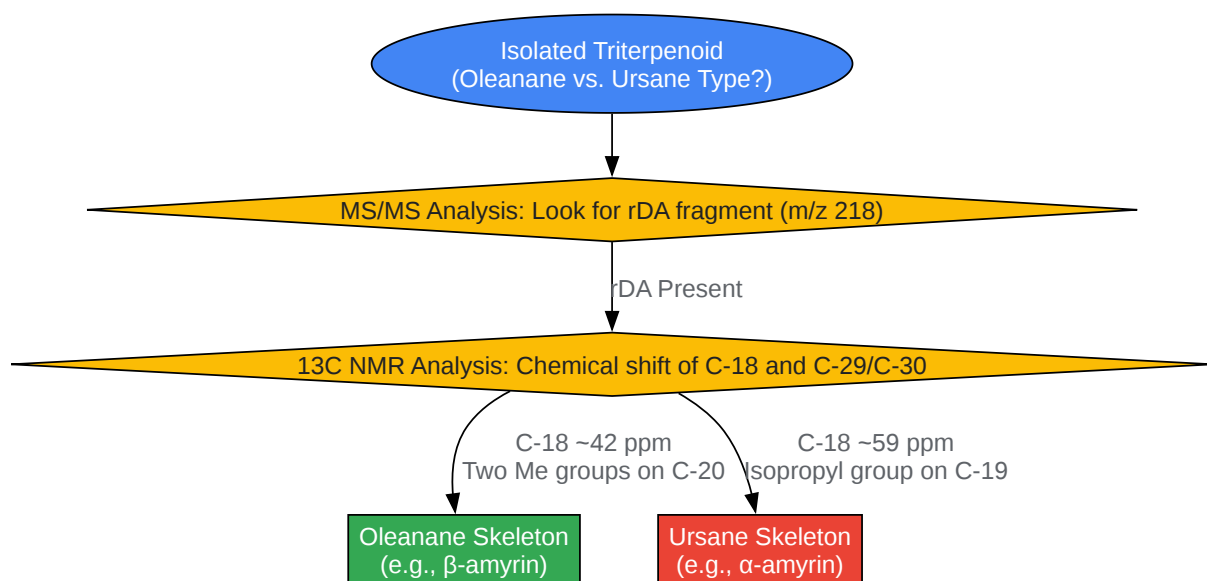 Isolated Triterpenoid
(Oleanane vs. Ursane Type?)
MS/MS Analysis: Look for rDA fragment (m/z 218)
rDA Present
13C NMR Analysis: Chemical shift of C-18 and C-29/C-30
C-18 ~42 ppm
Two Me groups on C-20
C-18 ~59 ppm
Isopropyl group on C-19
Oleanane Skeleton
(e.g., β-amyrin)
Ursane Skeleton
(e.g., α-amyrin)